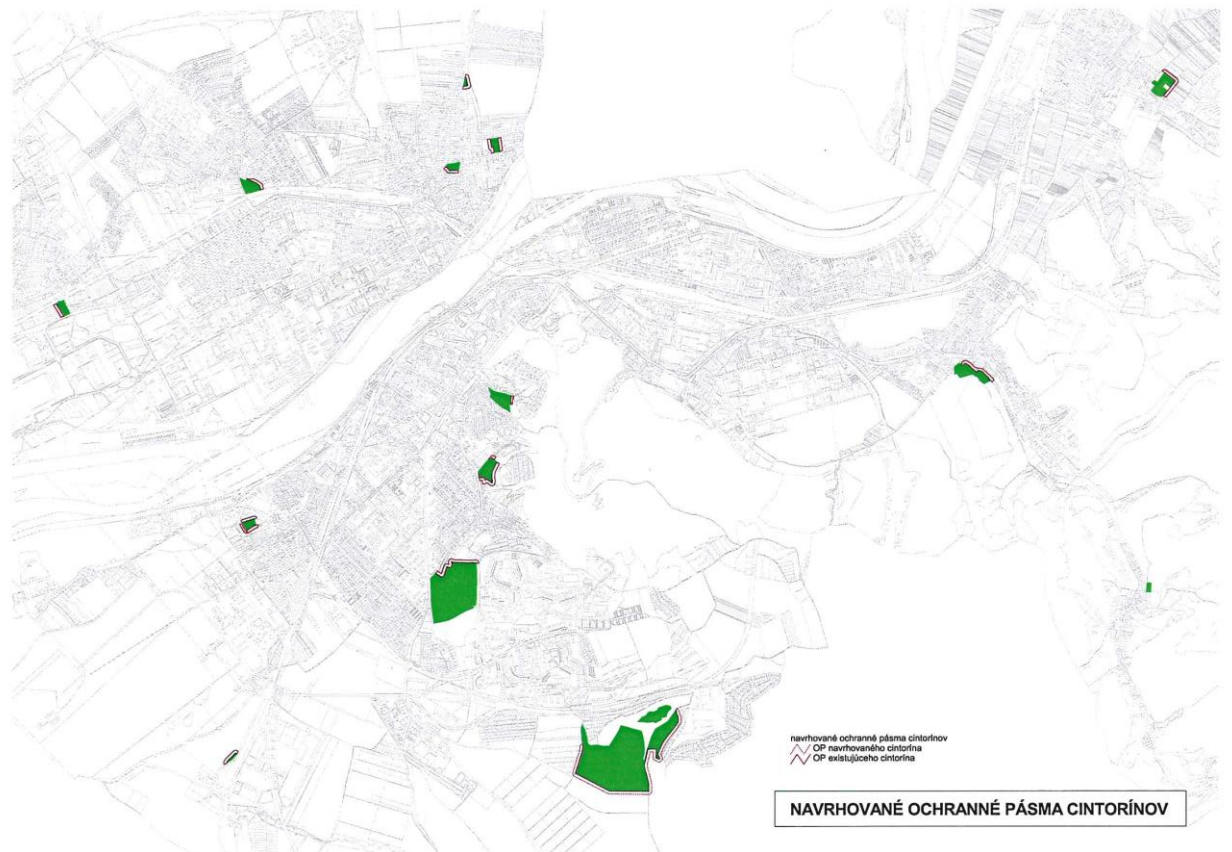 navrhované ochranné pásma cintorínov
OP navrhovaného cintorína
OP existujúceho cintorína
NAVRHOVANÉ OCHRANNÉ PÁSMA CINTORÍNOV